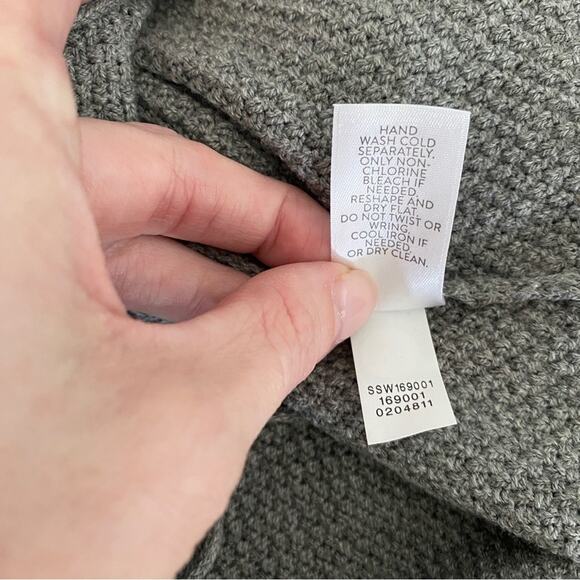 HAND
WASH COLD
SEPARATELY.
ONLY NON-
CHLORINE
BLEACH IF
NEEDED.
RESHAPE AND
DRY FLAT.
DO NOT TWIST OR
WRING.
COOL IRON IF
NEEDED
OR DRY CLEAN.
SSW169001
169001
0204811